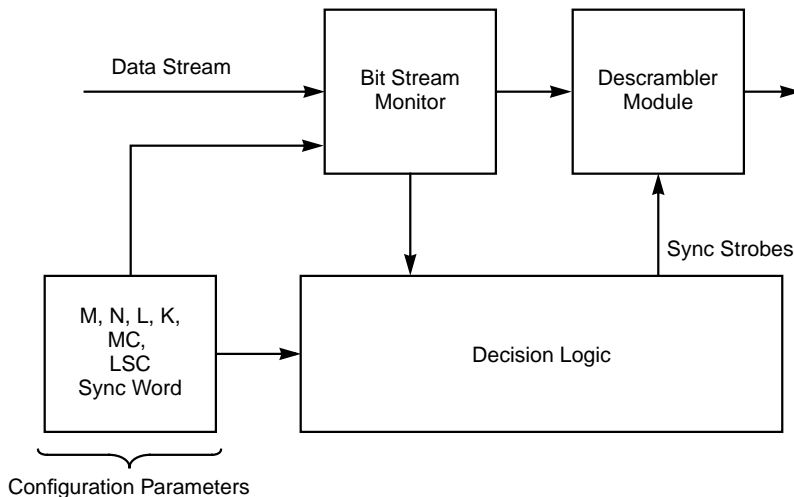 Data Stream
Bit Stream
Monitor
Descrambler
Module
Sync Strobes
M, N, L, K,
MC,
LSC
Sync Word
Decision Logic
Configuration Parameters